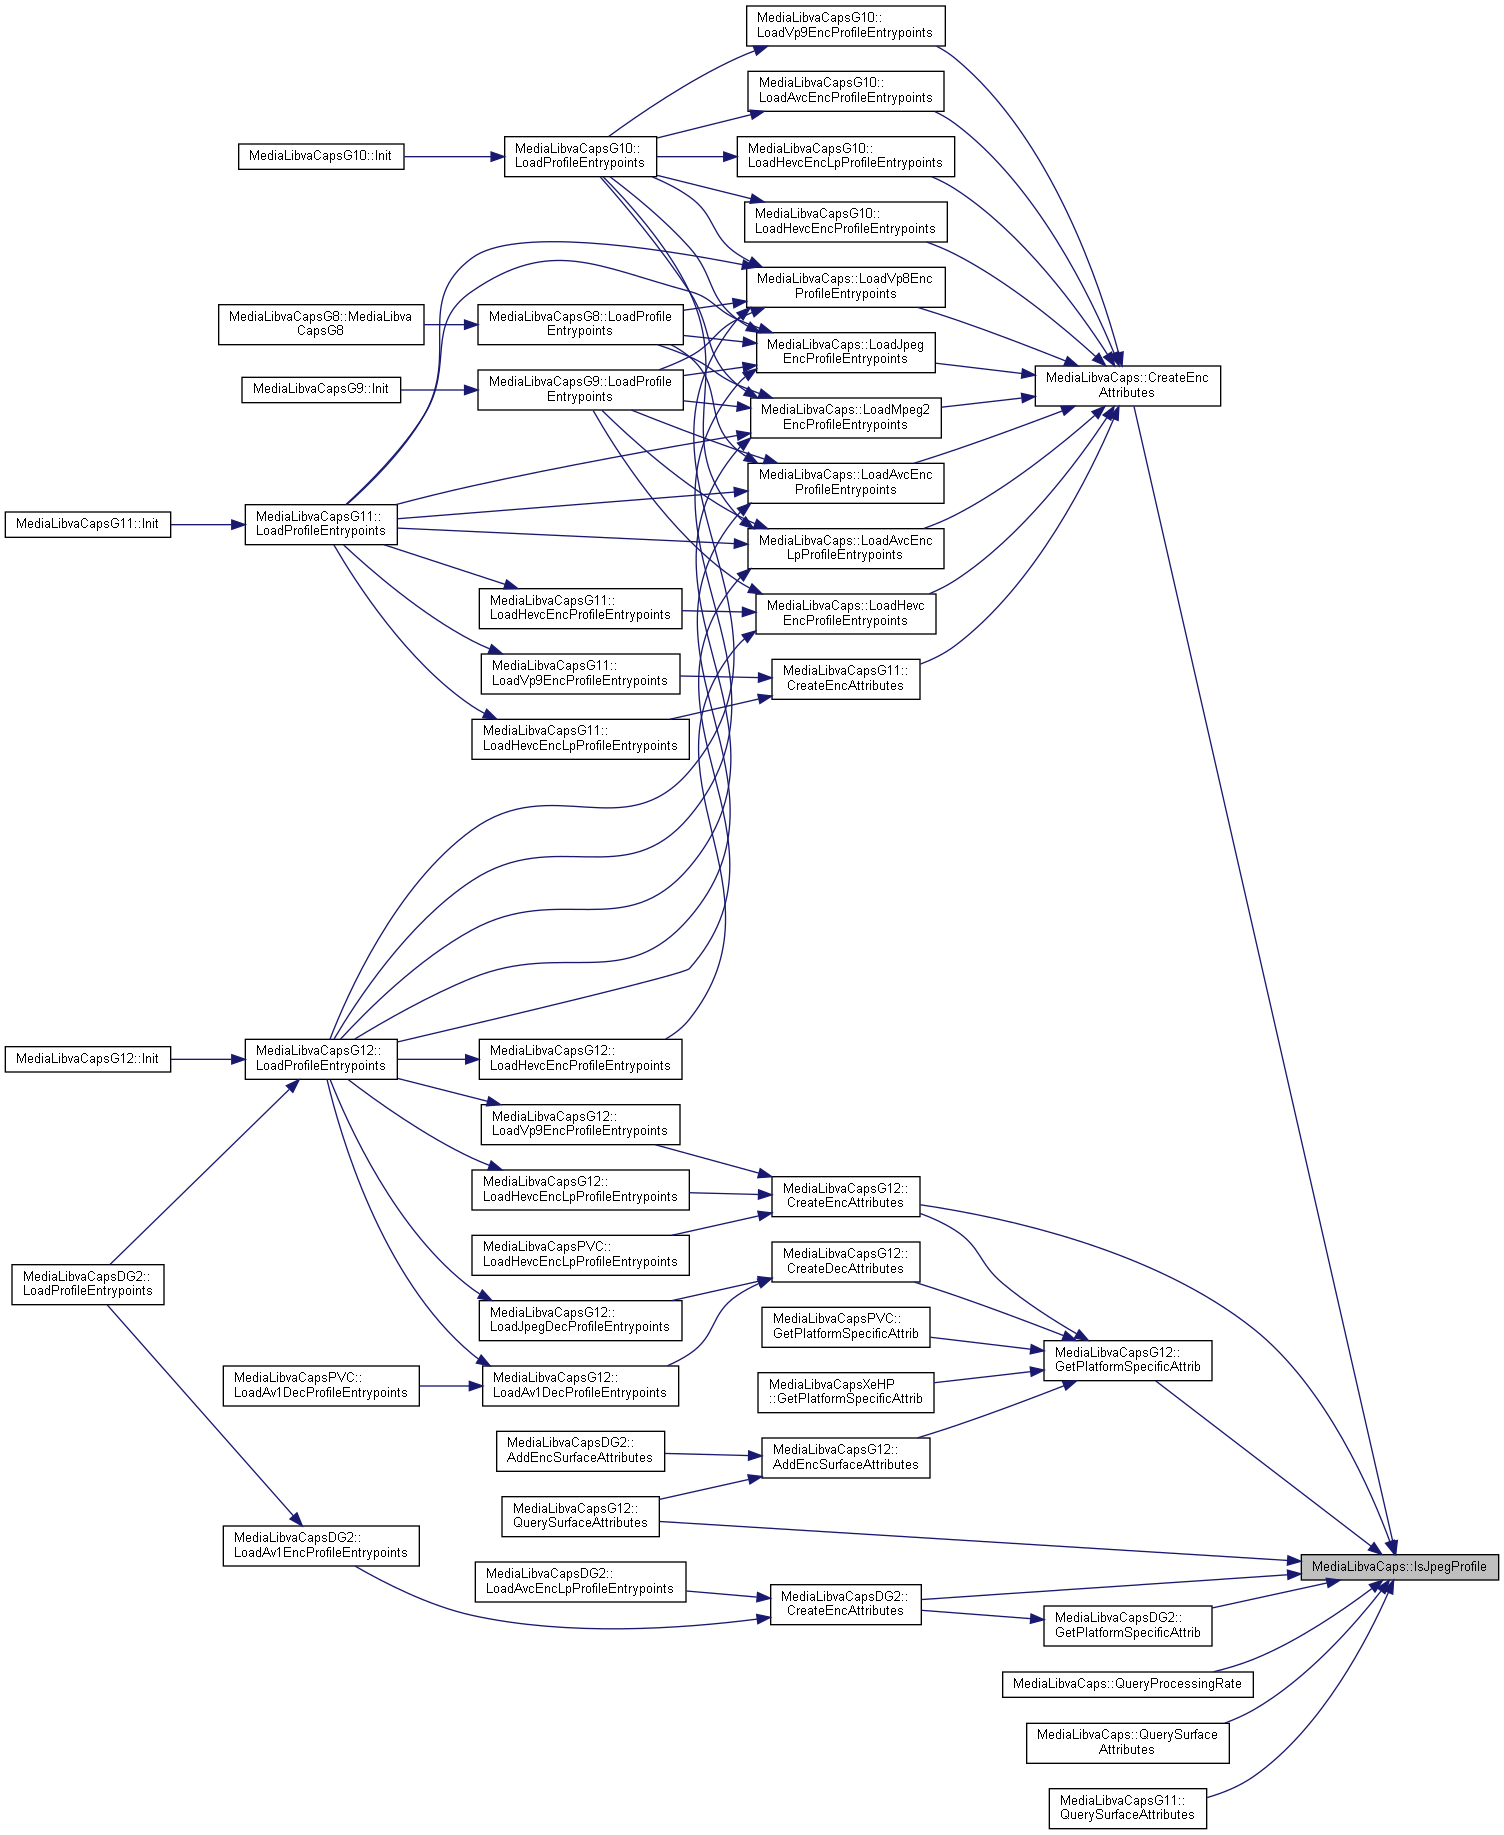 MediaLibvaCapsG10::
LoadVp9EncProfileEntrypoints
MediaLibvaCapsG10::
LoadAvcEncProfileEntrypoints
MediaLibvaCapsG10::
LoadHevcEncLpProfileEntrypoints
MediaLibvaCapsG10::Init
MediaLibvaCapsG10::
LoadProfileEntrypoints
MediaLibvaCapsG10::
LoadHevcEncProfileEntrypoints
MediaLibvaCaps::LoadVp8Enc
ProfileEntrypoints
MediaLibvaCapsG8::MediaLibva
CapsG8
MediaLibvaCapsG8::LoadProfile
Entrypoints
MediaLibvaCaps::LoadJpeg
EncProfileEntrypoints
MediaLibvaCapsG9::Init
MediaLibvaCapsG9::LoadProfile
Entrypoints
MediaLibvaCaps::CreateEnc
Attributes
MediaLibvaCaps::LoadMpeg2
EncProfileEntrypoints
MediaLibvaCaps::LoadAvcEnc
ProfileEntrypoints
MediaLibvaCapsG11::Init
MediaLibvaCapsG11::
LoadProfileEntrypoints
MediaLibvaCaps::LoadAvcEnc
LpProfileEntrypoints
MediaLibvaCapsG11::
LoadHevcEncProfileEntrypoints
MediaLibvaCaps::LoadHevc
EncProfileEntrypoints
MediaLibvaCapsG11::
LoadVp9EncProfileEntrypoints
MediaLibvaCapsG11::
CreateEncAttributes
MediaLibvaCapsG11::
LoadHevcEncLpProfileEntrypoints
MediaLibvaCapsG12::Init
MediaLibvaCapsG12::
LoadProfileEntrypoints
MediaLibvaCapsG12::
LoadHevcEncProfileEntrypoints
MediaLibvaCapsG12::
LoadVp9EncProfileEntrypoints
MediaLibvaCapsG12::
LoadHevcEncLpProfileEntrypoints
MediaLibvaCapsG12::
CreateEncAttributes
MediaLibvaCapsPVC::
LoadHevcEncLpProfileEntrypoints
MediaLibvaCapsG12::
CreateDecAttributes
MediaLibvaCapsDG2::
LoadProfileEntrypoints
MediaLibvaCapsG12::
LoadJpegDecProfileEntrypoints
MediaLibvaCapsPVC::
GetPlatformSpecificAttrib
MediaLibvaCapsG12::
GetPlatformSpecificAttrib
MediaLibvaCapsPVC::
LoadAv1DecProfileEntrypoints
MediaLibvaCapsG12::
LoadAv1DecProfileEntrypoints
MediaLibvaCapsXeHP
::GetPlatformSpecificAttrib
MediaLibvaCapsDG2::
AddEncSurfaceAttributes
MediaLibvaCapsG12::
AddEncSurfaceAttributes
MediaLibvaCapsG12::
QuerySurfaceAttributes
MediaLibvaCapsDG2::
LoadAv1EncProfileEntrypoints
MediaLibvaCaps::IsJpegProfile
MediaLibvaCapsDG2::
LoadAvcEncLpProfileEntrypoints
MediaLibvaCapsDG2::
CreateEncAttributes
MediaLibvaCapsDG2::
GetPlatformSpecificAttrib
MediaLibvaCaps::QueryProcessingRate
MediaLibvaCaps::QuerySurface
Attributes
MediaLibvaCapsG11::
QuerySurfaceAttributes